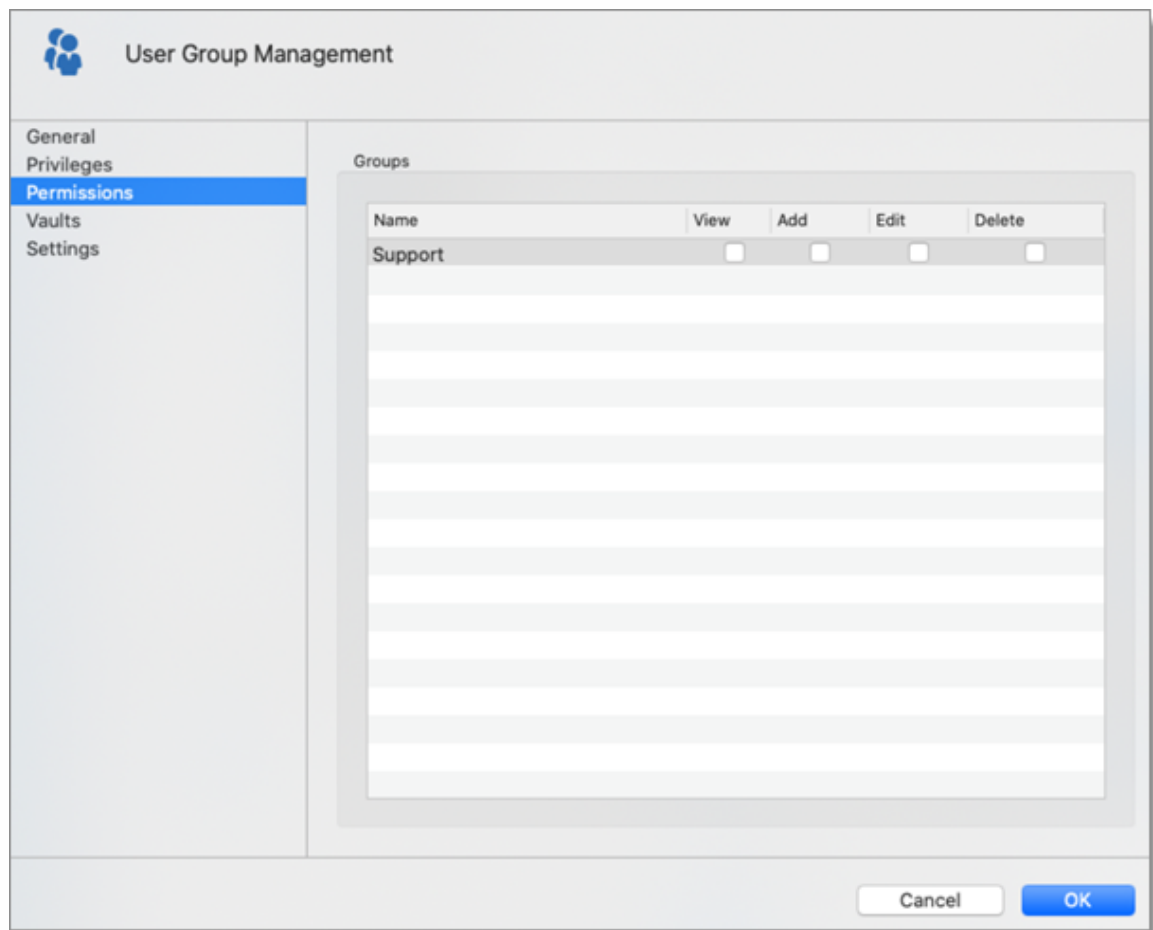 User Group Management
General
Privileges
Permissions
Vaults
Settings
Groups
Name View Add Edit Delete
Support
Cancel OK